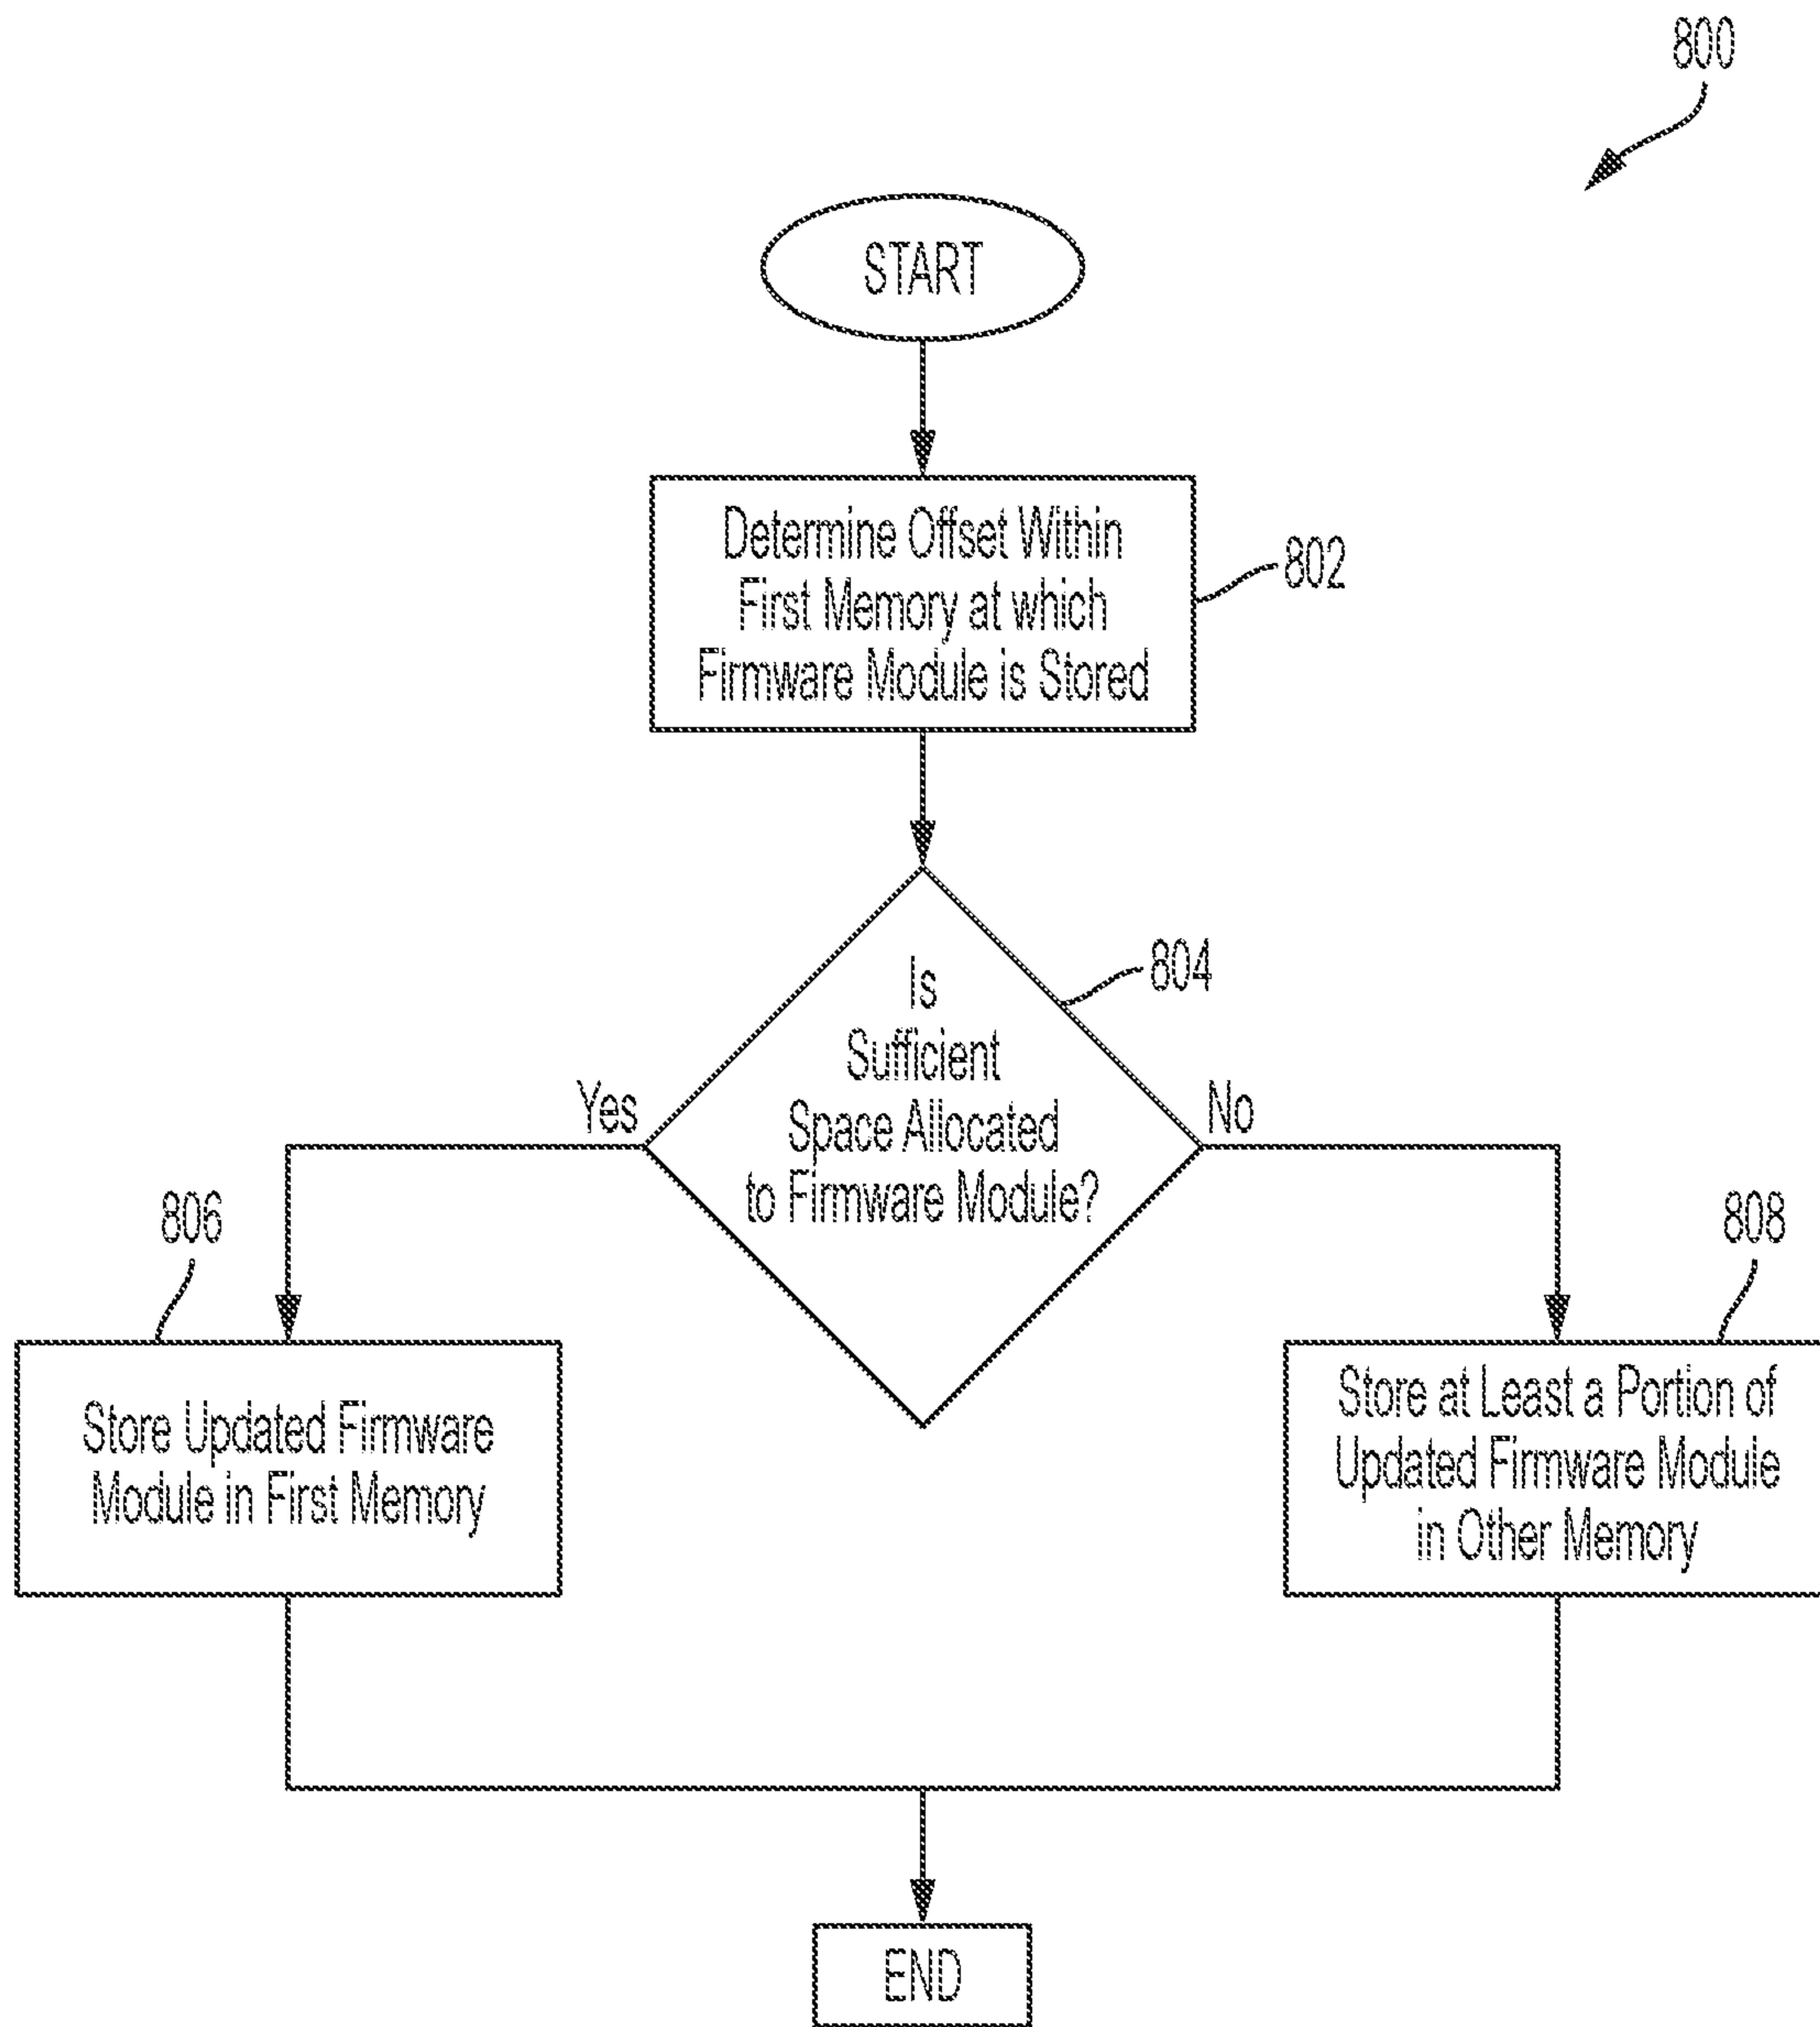 800
START
Determine Offset Within
First Memory at which
Firmware Module is Stored
802
Is
Sufficient
Space Allocated
to Firmware Module?
804
Yes
No
806
Store Updated Firmware
Module in First Memory
808
Store at Least a Portion of
Updated Firmware Module
in Other Memory
END